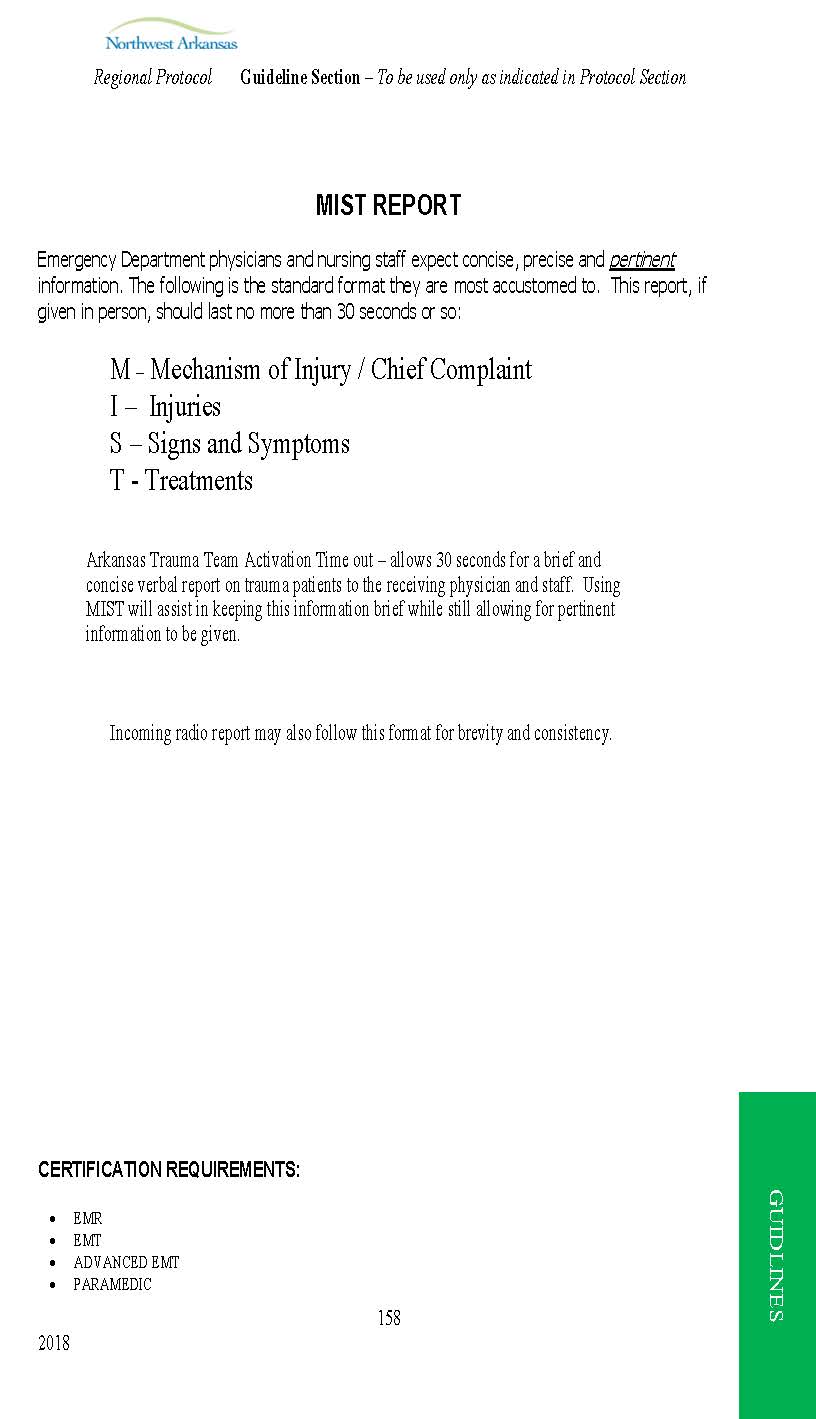 Northwest Arkansas
Regional Protocol Guideline Section – To be used only as indicated in Protocol Section
MIST REPORT
Emergency Department physicians and nursing staff expect concise, precise and pertinent
information. The following is the standard format they are most accustomed to. This report, if
given in person, should last no more than 30 seconds or so:
M - Mechanism of Injury / Chief Complaint
I – Injuries
S – Signs and Symptoms
T - Treatments
Arkansas Trauma Team Activation Time out – allows 30 seconds for a brief and
concise verbal report on trauma patients to the receiving physician and staff. Using
MIST will assist in keeping this information brief while still allowing for pertinent
information to be given.
Incoming radio report may also follow this format for brevity and consistency.
CERTIFICATION REQUIREMENTS:
• EMR
• EMT
• ADVANCED EMT
• PARAMEDIC
GUIDLINES
158
2018